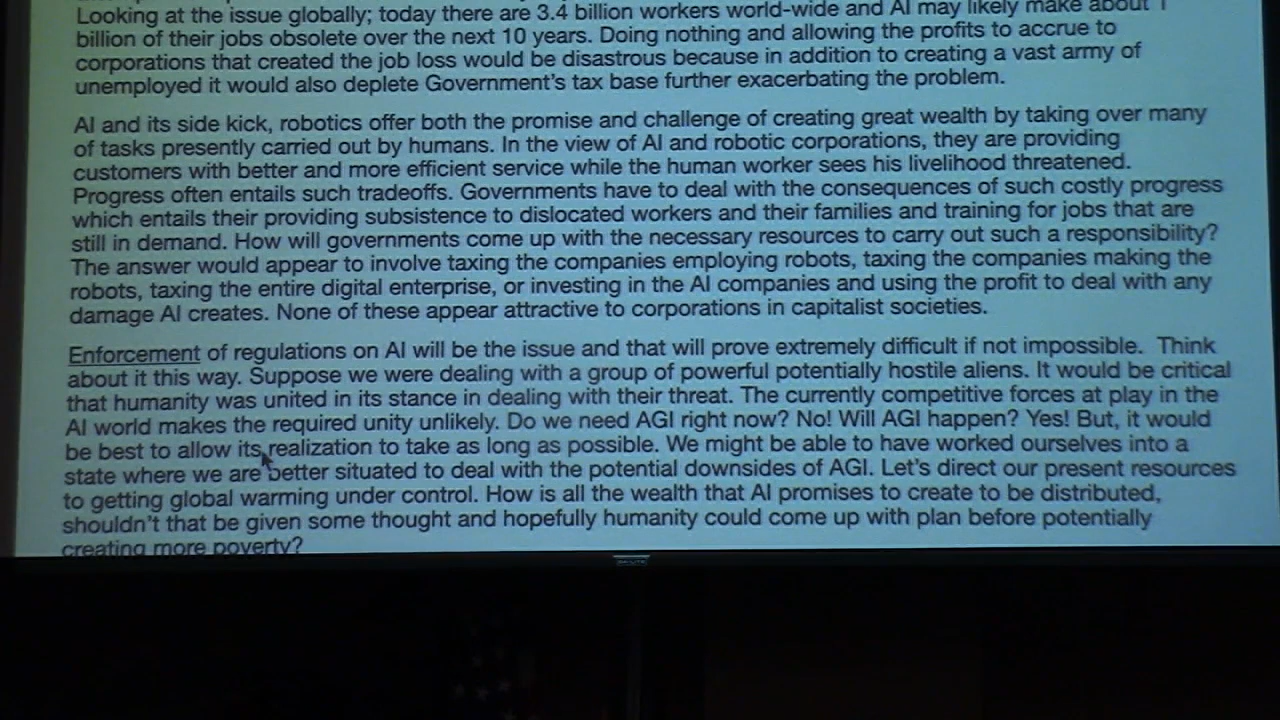 Looking at the issue globally; today there are 3.4 billion workers world-wide and AI may likely make about 1
billion of their jobs obsolete over the next 10 years. Doing nothing and allowing the profits to accrue to
corporations that created the job loss would be disastrous because in addition to creating a vast army of
unemployed it would also deplete Government's tax base further exacerbating the problem.
AI and its side kick, robotics offer both the promise and challenge of creating great wealth by taking over many
of tasks presently carried out by humans. In the view of AI and robotic corporations, they are providing
customers with better and more efficient service while the human worker sees his livelihood threatened.
Progress often entails such tradeoffs. Governments have to deal with the consequences of such costly progress
which entails their providing subsistence to dislocated workers and their families and training for jobs that are
still in demand. How will governments come up with the necessary resources to carry out such a responsibility?
The answer would appear to involve taxing the companies employing robots, taxing the companies making the
robots, taxing the entire digital enterprise, or investing in the AI companies and using the profit to deal with any
damage AI creates. None of these appear attractive to corporations in capitalist societies.
Enforcement of regulations on AI will be the issue and that will prove extremely difficult if not impossible. Think
about it this way. Suppose we were dealing with a group of powerful potentially hostile aliens. It would be critical
that humanity was united in its stance in dealing with their threat. The currently competitive forces at play in the
AI world makes the required unity unlikely. Do we need AGI right now? No! Will AGI happen? Yes! But, it would
be best to allow its realization to take as long as possible. We might be able to have worked ourselves into a
state where we are better situated to deal with the potential downsides of AGI. Let's direct our present resources
to getting global warming under control. How is all the wealth that AI promises to create to be distributed,
shouldn't that be given some thought and hopefully humanity could come up with plan before potentially
creating more poverty?